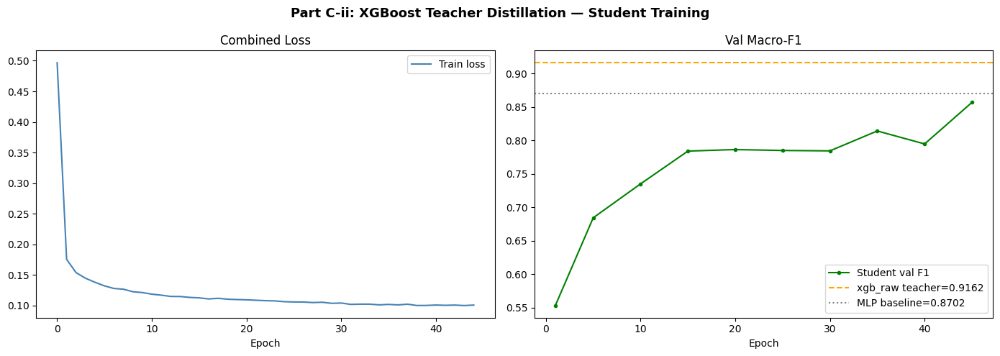 Part C-ii: XGBoost Teacher Distillation — Student Training
Combined Loss
Train loss
0.50
0.45
0.40
0.35
0.30
0.25
0.20
0.15
0.10
0 10 20 30 40
Epoch
Val Macro-F1
0.90
0.85
0.80
0.75
0.70
0.65
0.60
0.55
Student val F1
xgb_raw teacher=0.9162
MLP baseline=0.8702
0 10 20 30 40
Epoch